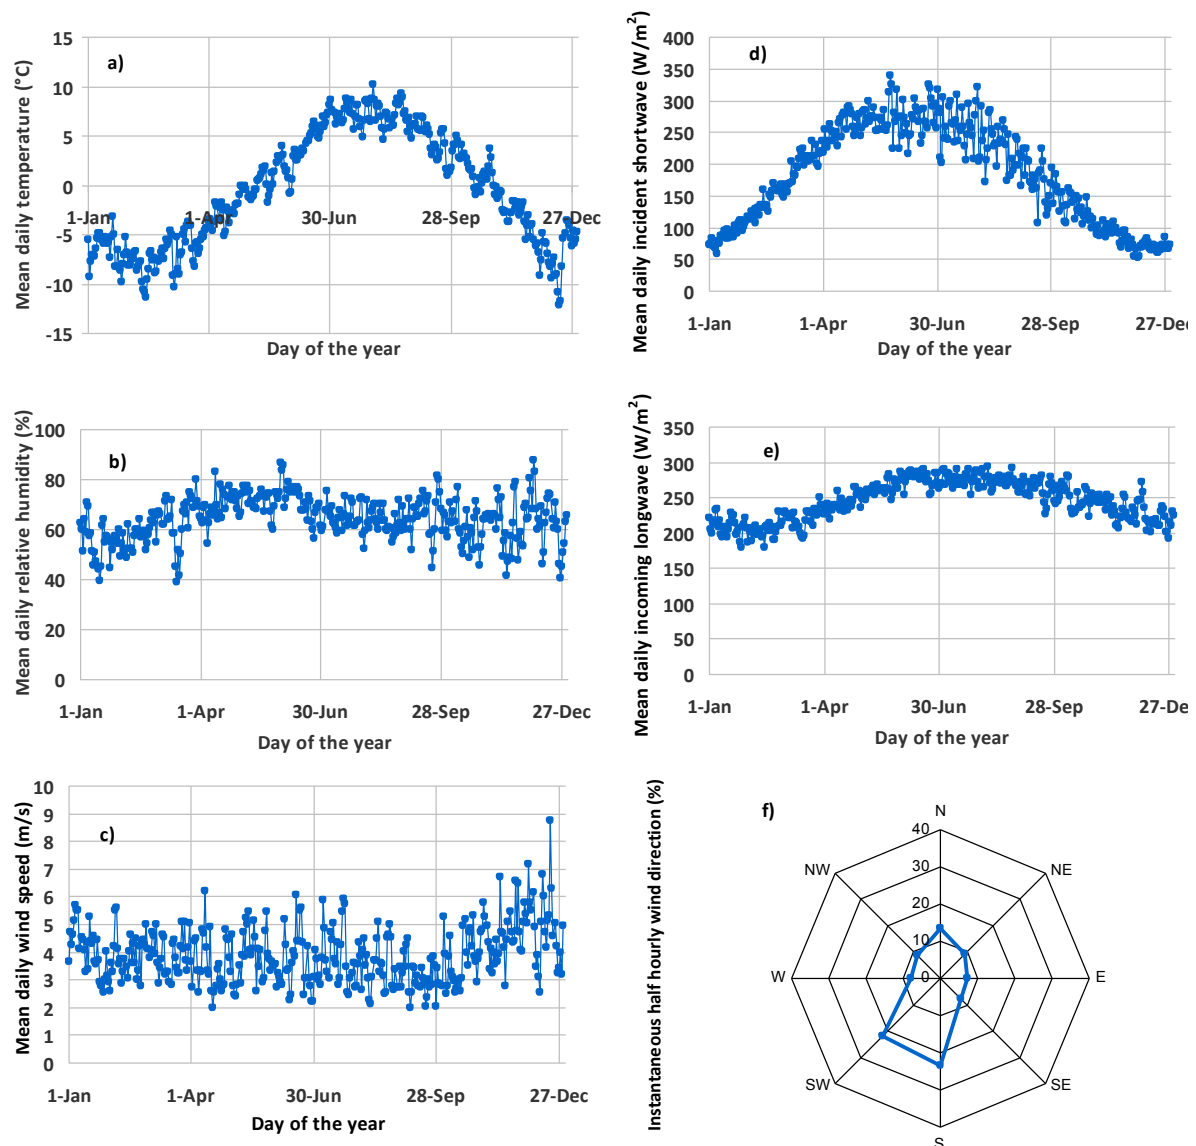 a)
Mean daily temperature (°C)
15
10
5
0
-5
-10
-15
1-Jan
1-Apr
30-Jun
28-Sep
27-Dec
Day of the year
d)
Mean daily incident shortwave (W/m²)
400
350
300
250
200
150
100
50
0
1-Jan
1-Apr
30-Jun
28-Sep
27-Dec
Day of the year
b)
Mean daily relative humidity (%)
100
80
60
40
20
0
1-Jan
1-Apr
30-Jun
28-Sep
27-Dec
Day of the year
e)
Mean daily incoming longwave (W/m²)
350
300
250
200
150
100
50
0
1-Jan
1-Apr
30-Jun
28-Sep
27-Dec
Day of the year
c)
Mean daily wind speed (m/s)
10
9
8
7
6
5
4
3
2
1
0
1-Jan
1-Apr
30-Jun
28-Sep
27-Dec
Day of the year
f)
Instantaneous half hourly wind direction (%)
N
40
30
20
10
0
NW
NE
W
E
SW
SE
S